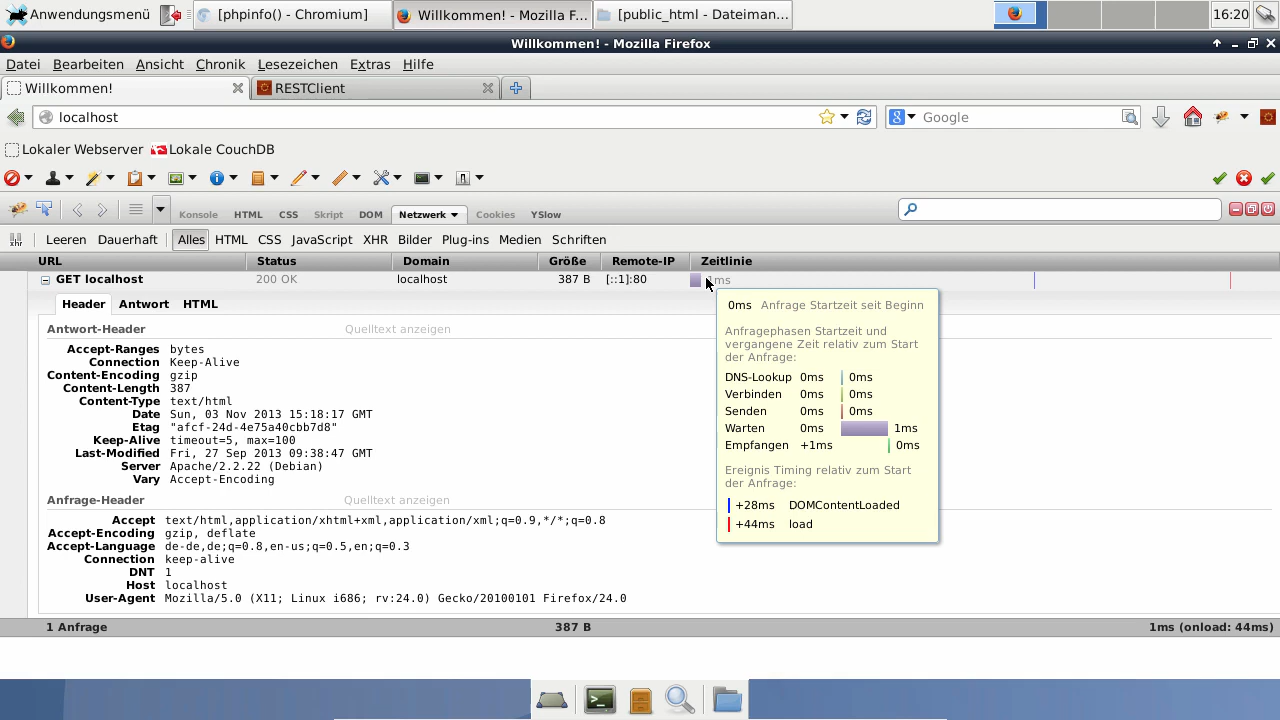 Anwendungsmenü [phpinfo() - Chromium] Willkommen! - Mozilla F... [public_html - Dateiman... 16:20
Willkommen! - Mozilla Firefox
Datei Bearbeiten Ansicht Chronik Lesezeichen Extras Hilfe
Willkommen! RESTClient
localhost Google
Lokaler Webserver Lokale CouchDB
Konsole HTML CSS Skript DOM Netzwerk Cookies YSlow
xhr Leeren Dauerhaft Alles HTML CSS JavaScript XHR Bilder Plug-ins Medien Schriften
URL Status Domain Größe Remote-IP Zeitlinie
GET localhost 200 OK localhost 387 B [::1]:80 1ms
Header Antwort HTML
Antwort-Header Quelltext anzeigen
Accept-Ranges bytes
Connection Keep-Alive
Content-Encoding gzip
Content-Length 387
Content-Type text/html
Date Sun, 03 Nov 2013 15:18:17 GMT
Etag "afcf-24d-4e75a40cbb7d8"
Keep-Alive timeout=5, max=100
Last-Modified Fri, 27 Sep 2013 09:38:47 GMT
Server Apache/2.2.22 (Debian)
Vary Accept-Encoding
Anfrage-Header Quelltext anzeigen
Accept text/html,application/xhtml+xml,application/xml;q=0.9,*/*;q=0.8
Accept-Encoding gzip, deflate
Accept-Language de-de,de;q=0.8,en-us;q=0.5,en;q=0.3
Connection keep-alive
DNT 1
Host localhost
User-Agent Mozilla/5.0 (X11; Linux i686; rv:24.0) Gecko/20100101 Firefox/24.0
0ms Anfrage Startzeit seit Beginn
Anfragephasen Startzeit und
vergangene Zeit relativ zum Start
der Anfrage:
DNS-Lookup 0ms 0ms
Verbinden 0ms 0ms
Senden 0ms 0ms
Warten 0ms 1ms
Empfangen +1ms 0ms
Ereignis Timing relativ zum Start
der Anfrage:
+28ms DOMContentLoaded
+44ms load
1 Anfrage 387 B 1ms (onload: 44ms)